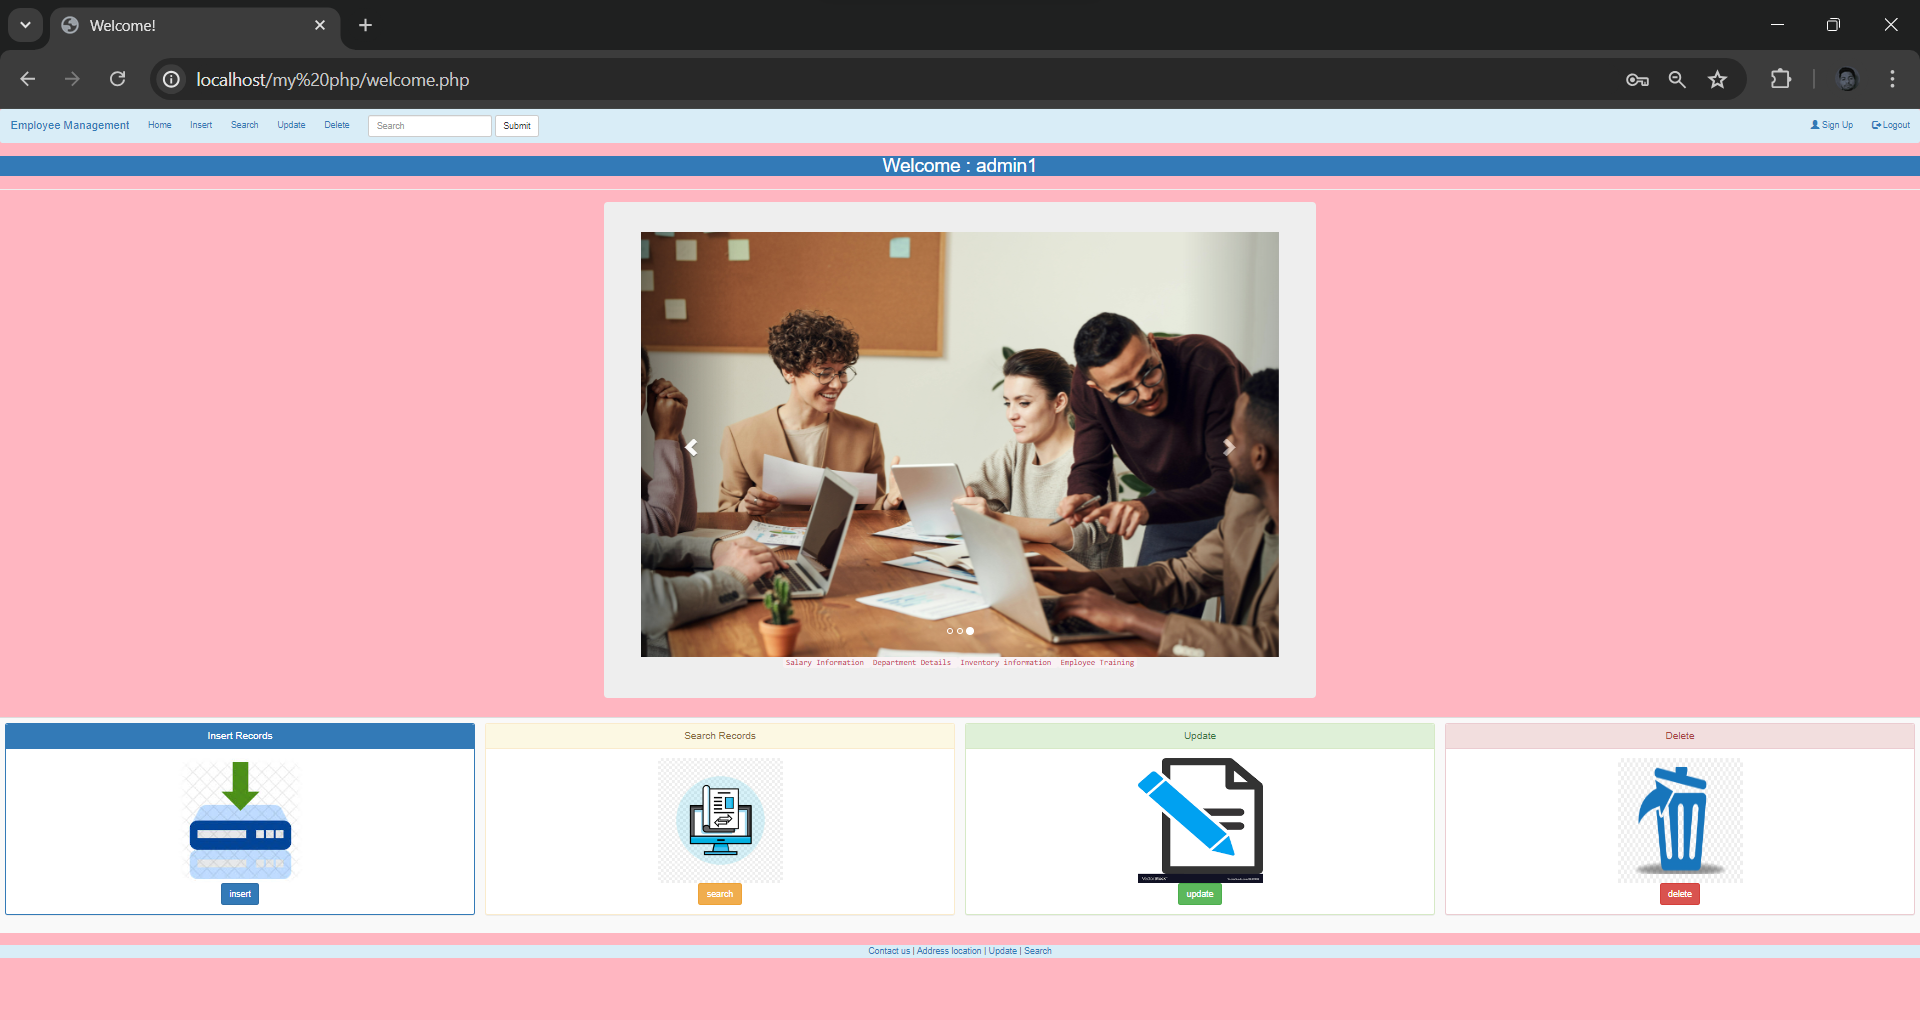 Welcome!
localhost/my%20php/welcome.php
Employee Management Home Insert Search Update Delete Search Submit Sign Up Logout
Welcome : admin1
Salary Information Department Details Inventory information Employee Training
Insert Records Search Records Update Delete
insert search update delete
Contact us | Address location | Update | Search